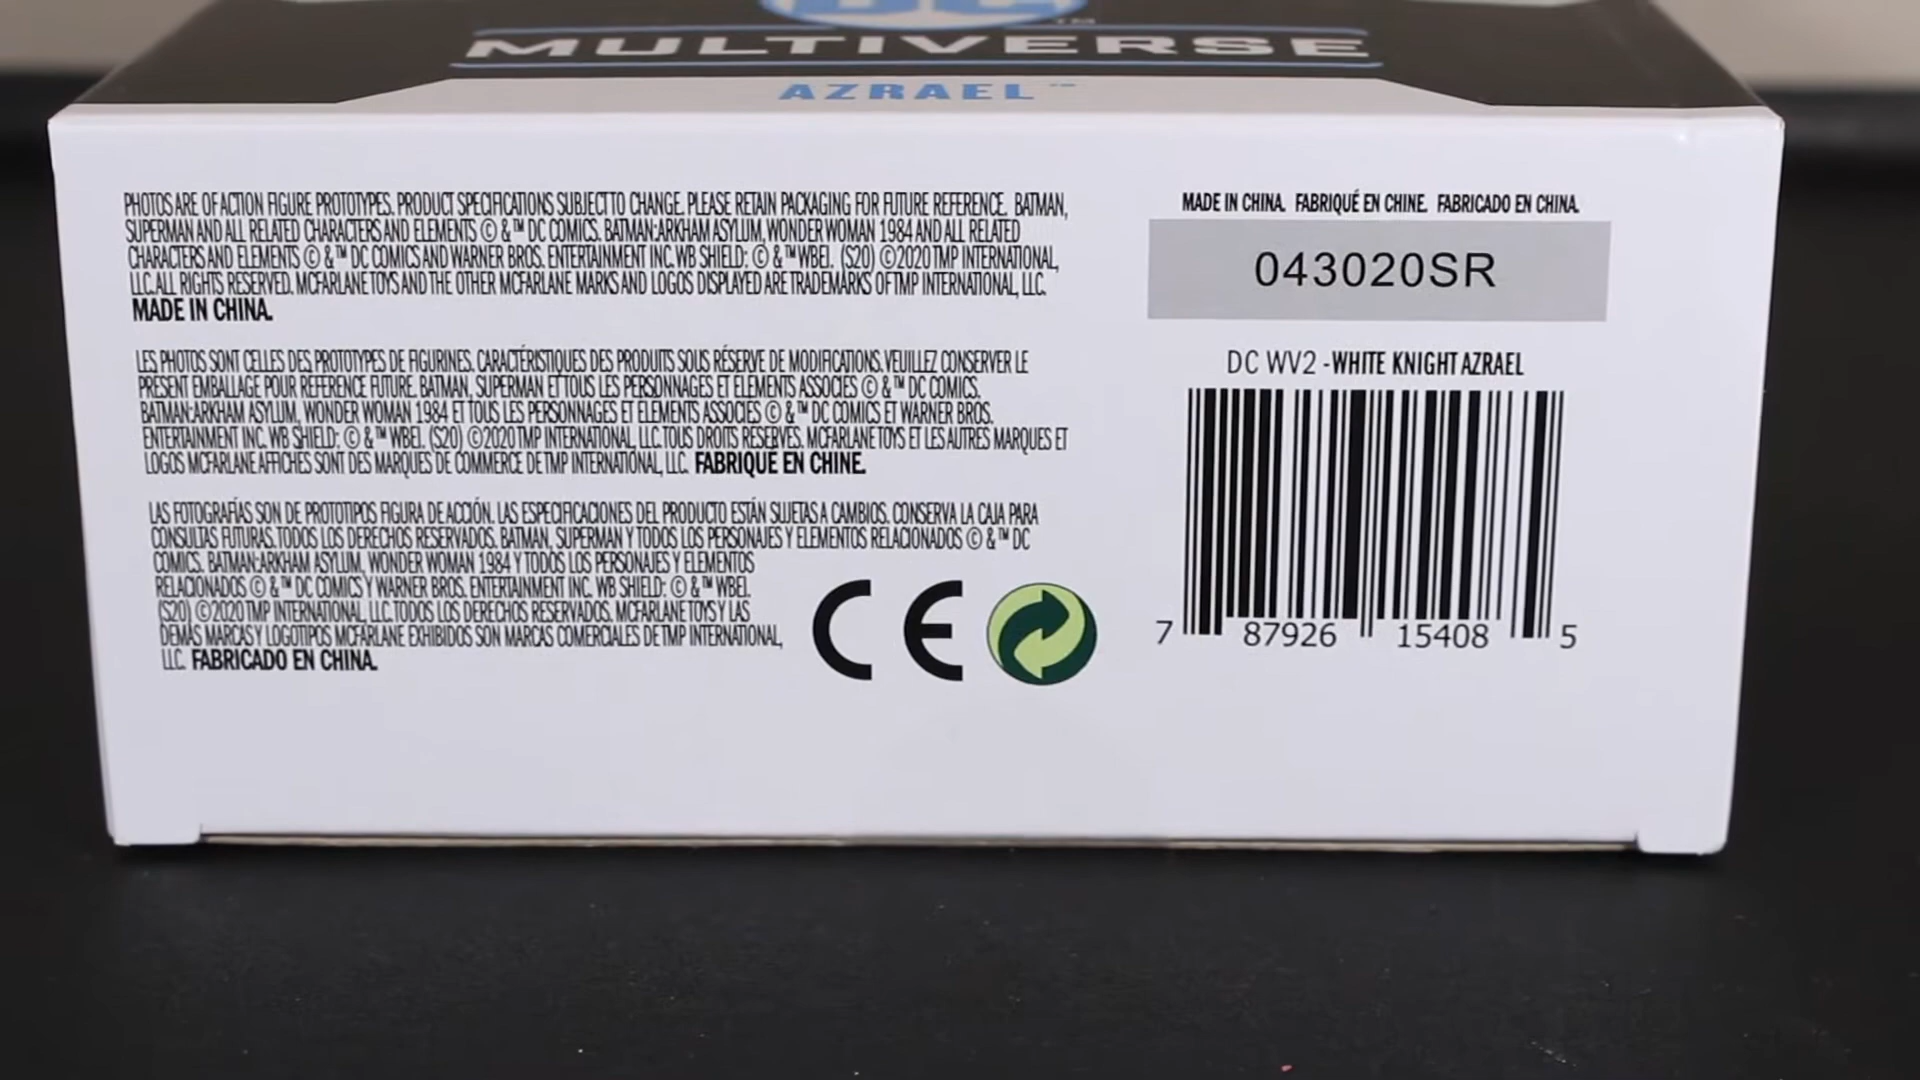 DC™
MULTIVERSE
AZRAEL™
PHOTOS ARE OF ACTION FIGURE PROTOTYPES. PRODUCT SPECIFICATIONS SUBJECT TO CHANGE. PLEASE RETAIN PACKAGING FOR FUTURE REFERENCE. BATMAN,
SUPERMAN AND ALL RELATED CHARACTERS AND ELEMENTS © & ™ DC COMICS. BATMAN:ARKHAM ASYLUM, WONDER WOMAN 1984 AND ALL RELATED
CHARACTERS AND ELEMENTS © & ™ DC COMICS AND WARNER BROS. ENTERTAINMENT INC. WB SHIELD: © & ™ WBEI. (S20) ©2020 TMP INTERNATIONAL,
LLC. ALL RIGHTS RESERVED. MCFARLANE TOYS AND THE OTHER MCFARLANE MARKS AND LOGOS DISPLAYED ARE TRADEMARKS OF TMP INTERNATIONAL, LLC.
MADE IN CHINA.
LES PHOTOS SONT CELLES DES PROTOTYPES DE FIGURINES. CARACTÉRISTIQUES DES PRODUITS SOUS RÉSERVE DE MODIFICATIONS. VEUILLEZ CONSERVER LE
PRÉSENT EMBALLAGE POUR RÉFÉRENCE FUTURE. BATMAN, SUPERMAN ET TOUS LES PERSONNAGES ET ÉLÉMENTS ASSOCIÉS © & ™ DC COMICS.
BATMAN:ARKHAM ASYLUM, WONDER WOMAN 1984 ET TOUS LES PERSONNAGES ET ÉLÉMENTS ASSOCIÉS © & ™ DC COMICS ET WARNER BROS.
ENTERTAINMENT INC. WB SHIELD: © & ™ WBEI. (S20) ©2020 TMP INTERNATIONAL, LLC. TOUS DROITS RÉSERVÉS. MCFARLANE TOYS ET LES AUTRES MARQUES ET
LOGOS MCFARLANE AFFICHÉS SONT DES MARQUES DE COMMERCE DE TMP INTERNATIONAL, LLC. FABRIQUÉ EN CHINE.
LAS FOTOGRAFÍAS SON DE PROTOTIPOS FIGURA DE ACCIÓN. LAS ESPECIFICACIONES DEL PRODUCTO ESTÁN SUJETAS A CAMBIOS. CONSERVA LA CAJA PARA
CONSULTAS FUTURAS. TODOS LOS DERECHOS RESERVADOS. BATMAN, SUPERMAN Y TODOS LOS PERSONAJES Y ELEMENTOS RELACIONADOS © & ™ DC
COMICS. BATMAN:ARKHAM ASYLUM, WONDER WOMAN 1984 Y TODOS LOS PERSONAJES Y ELEMENTOS
RELACIONADOS © & ™ DC COMICS Y WARNER BROS. ENTERTAINMENT INC. WB SHIELD: © & ™ WBEI.
(S20) ©2020 TMP INTERNATIONAL, LLC. TODOS LOS DERECHOS RESERVADOS. MCFARLANE TOYS Y LAS
DEMÁS MARCAS Y LOGOTIPOS MCFARLANE EXHIBIDOS SON MARCAS COMERCIALES DE TMP INTERNATIONAL,
LLC. FABRICADO EN CHINA.
CE
MADE IN CHINA. FABRIQUÉ EN CHINE. FABRICADO EN CHINA.
043020SR
DC WV2 -WHITE KNIGHT AZRAEL
7 87926 15408 5